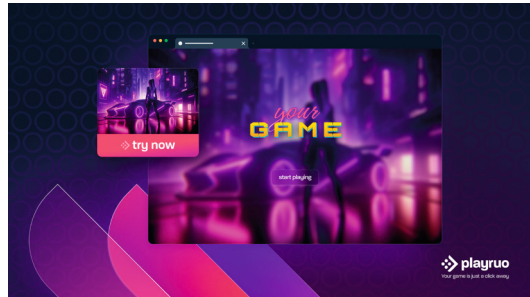 your
GAME
start playing
try now
playruo
Your game is just a click away